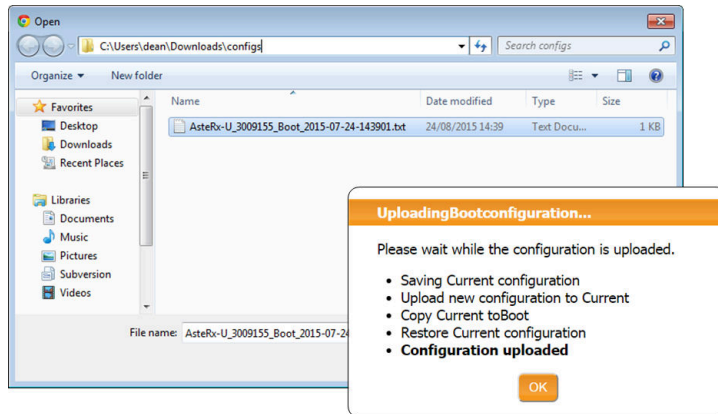 Open
C:\Users\dean\Downloads\configs
Search configs
Organize
New folder
Name
Date modified
Type
Size
Favorites
Desktop
Downloads
Recent Places
Libraries
Documents
Music
Pictures
Subversion
Videos
AsteRx-U_3009155_Boot_2015-07-24-143901.txt
24/08/2015 14:39
Text Docu...
1 KB
File name:
AsteRx-U_3009155_Boot_2015-07-24
UploadingBootconfiguration...
Please wait while the configuration is uploaded.
• Saving Current configuration
• Upload new configuration to Current
• Copy Current toBoot
• Restore Current configuration
• Configuration uploaded
OK